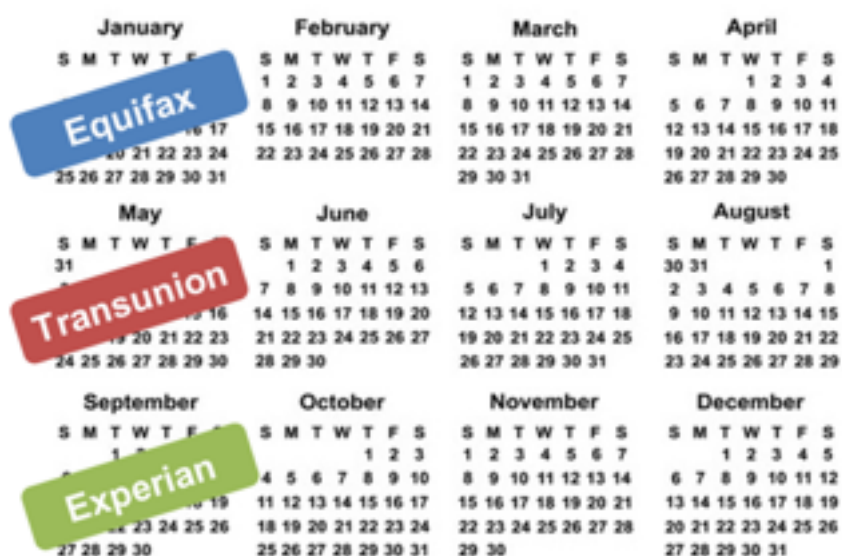 January February March April
S M T W T F S M T W T F S S M T W T F S S M T W T F S
1 2 3 4 5 6 7 1 2 3 4 5 6 7 1 2 3 4
Equifax 8 9 10 11 12 13 14 8 9 10 11 12 13 14 5 6 7 8 9 10 11
16 17 15 16 17 18 19 20 21 15 16 17 18 19 20 21 12 13 14 15 16 17 18
20 21 22 23 24 22 23 24 25 26 27 28 22 23 24 25 26 27 28 19 20 21 22 23 24 25
25 26 27 28 29 30 31 29 30 31 26 27 28 29 30
May June July August
S M T W T F S M T W T F S S M T W T F S S M T W T F S
31 1 2 3 4 5 6 1 2 3 4 30 31 1
Transunion 7 8 9 10 11 12 13 5 6 7 8 9 10 11 2 3 4 5 6 7 8
16 14 15 16 17 18 19 20 12 13 14 15 16 17 18 9 10 11 12 13 14 15
19 20 21 22 23 21 22 23 24 25 26 27 19 20 21 22 23 24 25 16 17 18 19 20 21 22
24 25 26 27 28 29 30 28 29 30 26 27 28 29 30 31 23 24 25 26 27 28 29
September October November December
S M T W T S M T W T F S S M T W T F S S M T W T F S
1 1 2 3 1 2 3 4 5 6 7 1 2 3 4 5
Experian 4 5 6 7 8 9 10 8 9 10 11 12 13 14 6 7 8 9 10 11 12
19 11 12 13 14 15 16 17 15 16 17 18 19 20 21 13 14 15 16 17 18 19
22 23 24 25 26 18 19 20 21 22 23 24 22 23 24 25 26 27 28 20 21 22 23 24 25 26
27 28 29 30 25 26 27 28 29 30 31 29 30 27 28 29 30 31